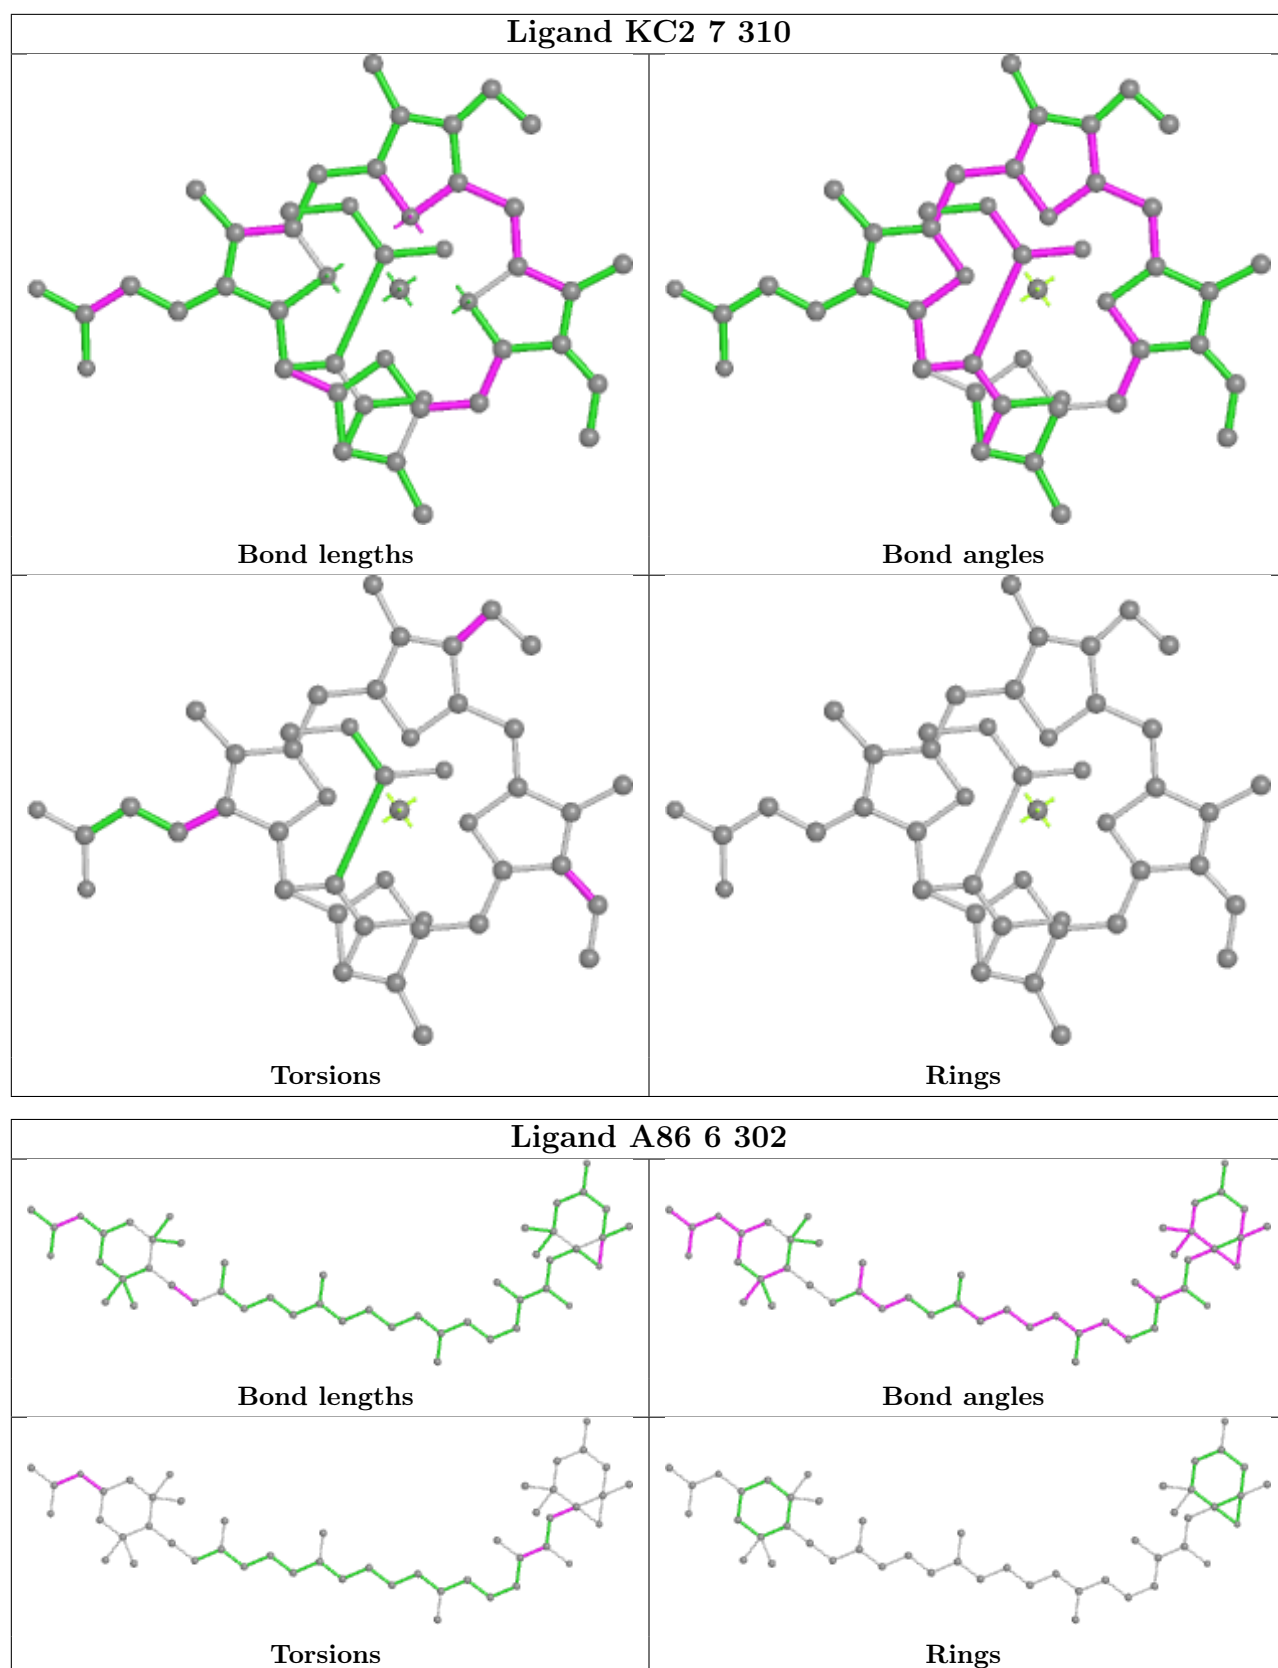 Ligand KC2 7 310
Bond lengths
Bond angles
Torsions
Rings
Ligand A86 6 302
Bond lengths
Bond angles
Torsions
Rings